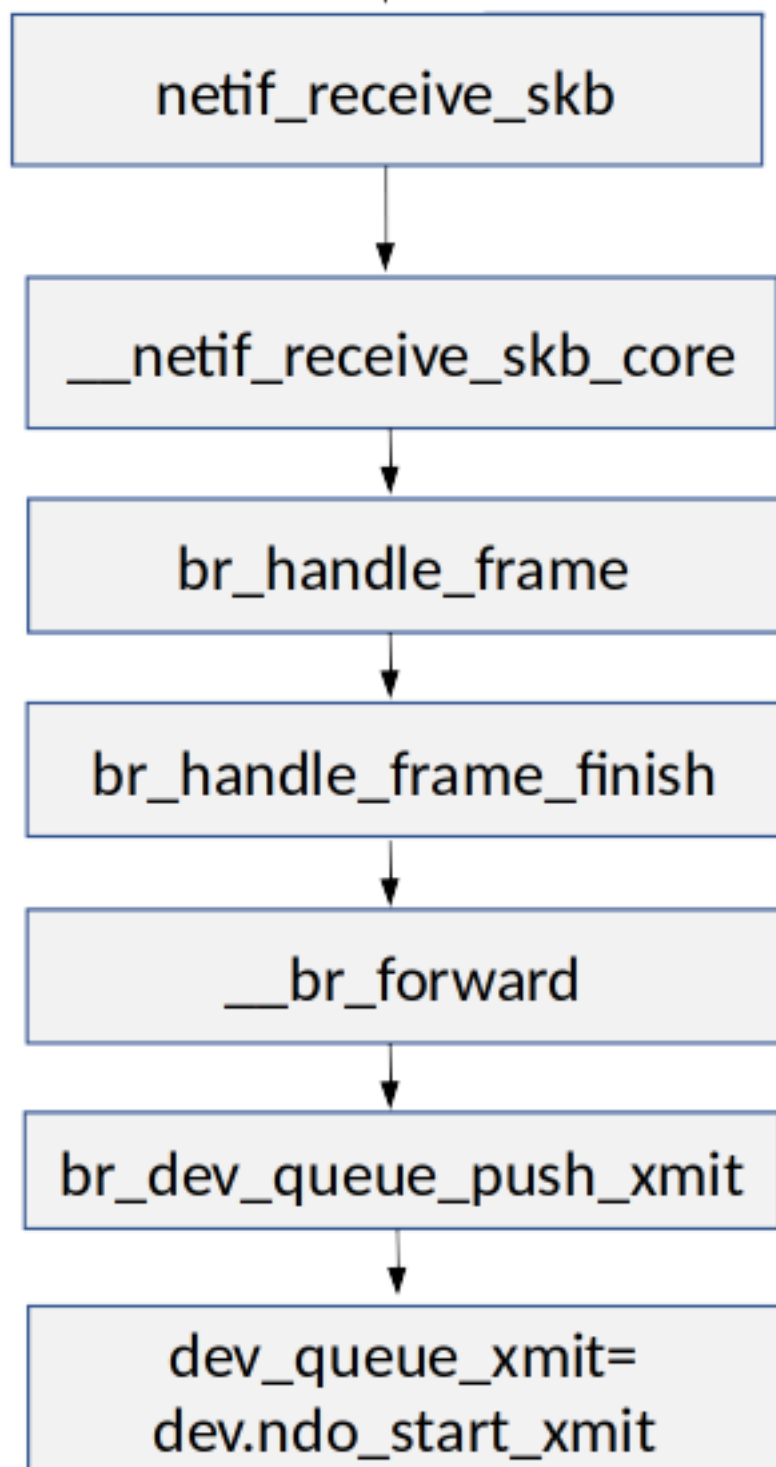 netif_receive_skb
__netif_receive_skb_core
br_handle_frame
br_handle_frame_finish
__br_forward
br_dev_queue_push_xmit
dev_queue_xmit=
dev.ndo_start_xmit